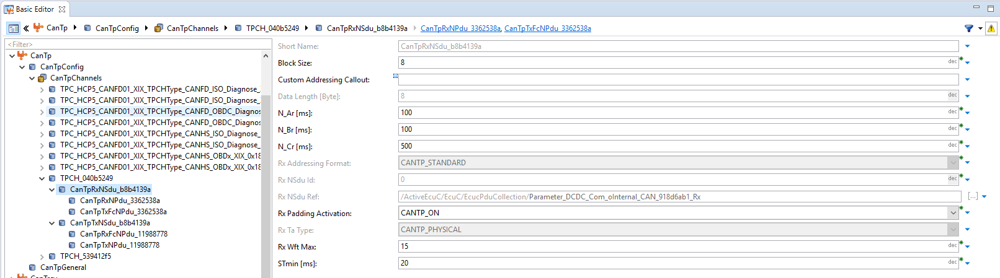 Basic Editor
CanTp CanTpConfig CanTpChannels TPCH_040b5249 CanTpRxNSdu_b8b4139a CanTpRxNPdu_3362538a, CanTpTxFcNPdu_3362538a
<Filter>
CanTp
CanTpConfig
CanTpChannels
TPC_HCP5_CANFD01_XIX_TPCHType_CANFD_ISO_Diagnose_
TPC_HCP5_CANFD01_XIX_TPCHType_CANFD_ISO_Diagnose_
TPC_HCP5_CANFD01_XIX_TPCHType_CANFD_OBDC_Diagnos
TPC_HCP5_CANFD01_XIX_TPCHType_CANFD_OBDC_Diagnos
TPC_HCP5_CANFD01_XIX_TPCHType_CANHS_ISO_Diagnose_
TPC_HCP5_CANFD01_XIX_TPCHType_CANHS_ISO_Diagnose_
TPC_HCP5_CANFD01_XIX_TPCHType_CANHS_OBDx_XIX_0x18
TPC_HCP5_CANFD01_XIX_TPCHType_CANHS_OBDx_XIX_0x18
TPCH_040b5249
CanTpRxNSdu_b8b4139a
CanTpRxNPdu_3362538a
CanTpTxFcNPdu_3362538a
CanTpTxNSdu_b8b4139a
CanTpRxFcNPdu_11988778
CanTpTxNPdu_11988778
TPCH_539412f5
CanTpGeneral
Short Name: CanTpRxNSdu_b8b4139a
Block Size: 8 dec
Custom Addressing Callout:
Data Length [Byte]: 8 dec
N_Ar [ms]: 100 dec
N_Br [ms]: 100 dec
N_Cr [ms]: 500 dec
Rx Addressing Format: CANTP_STANDARD
Rx NSdu Id: 0 dec
Rx NSdu Ref: /ActiveEcuC/EcuC/EcucPduCollection/Parameter_DCDC_Com_oInternal_CAN_918d6ab1_Rx [...]
Rx Padding Activation: CANTP_ON
Rx Ta Type: CANTP_PHYSICAL
Rx Wft Max: 15 dec
STmin [ms]: 20 dec